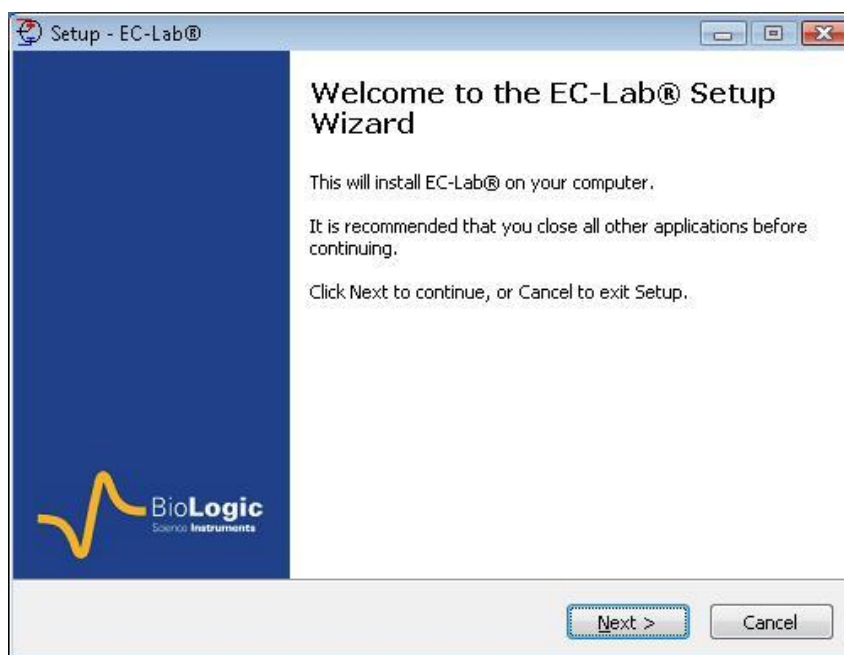 Setup - EC-Lab®
Welcome to the EC-Lab® Setup
Wizard
This will install EC-Lab® on your computer.
It is recommended that you close all other applications before
continuing.
Click Next to continue, or Cancel to exit Setup.
BioLogic
Science Instruments
Next >
Cancel